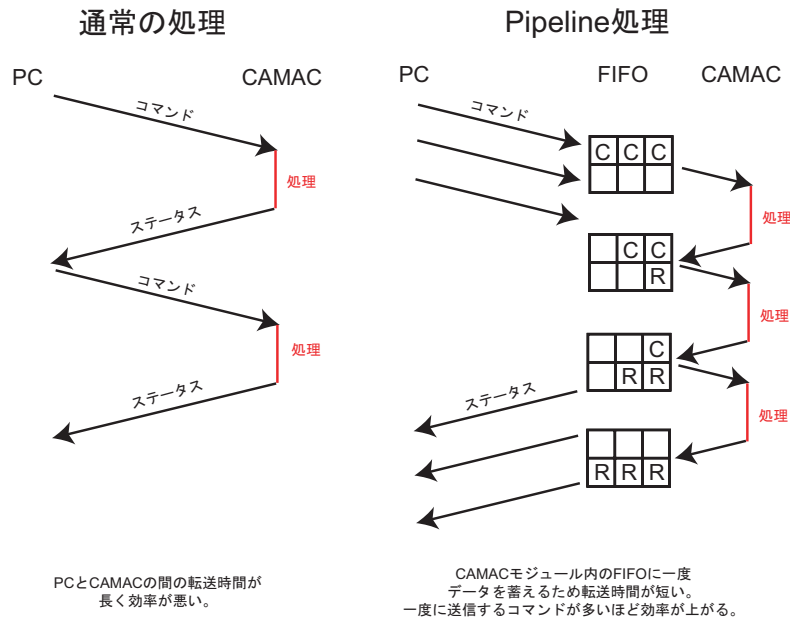 通常の処理
PC
CAMAC
コマンド
処理
ステータス
コマンド
処理
ステータス
PCとCAMACの間の転送時間が
長く効率が悪い。
Pipeline処理
PC
FIFO
CAMAC
コマンド
C C C
処理
C C
R
処理
C
R R
ステータス
処理
R R R
CAMACモジュール内のFIFOに一度
データを蓄えるため転送時間が短い。
一度に送信するコマンドが多いほど効率が上がる。